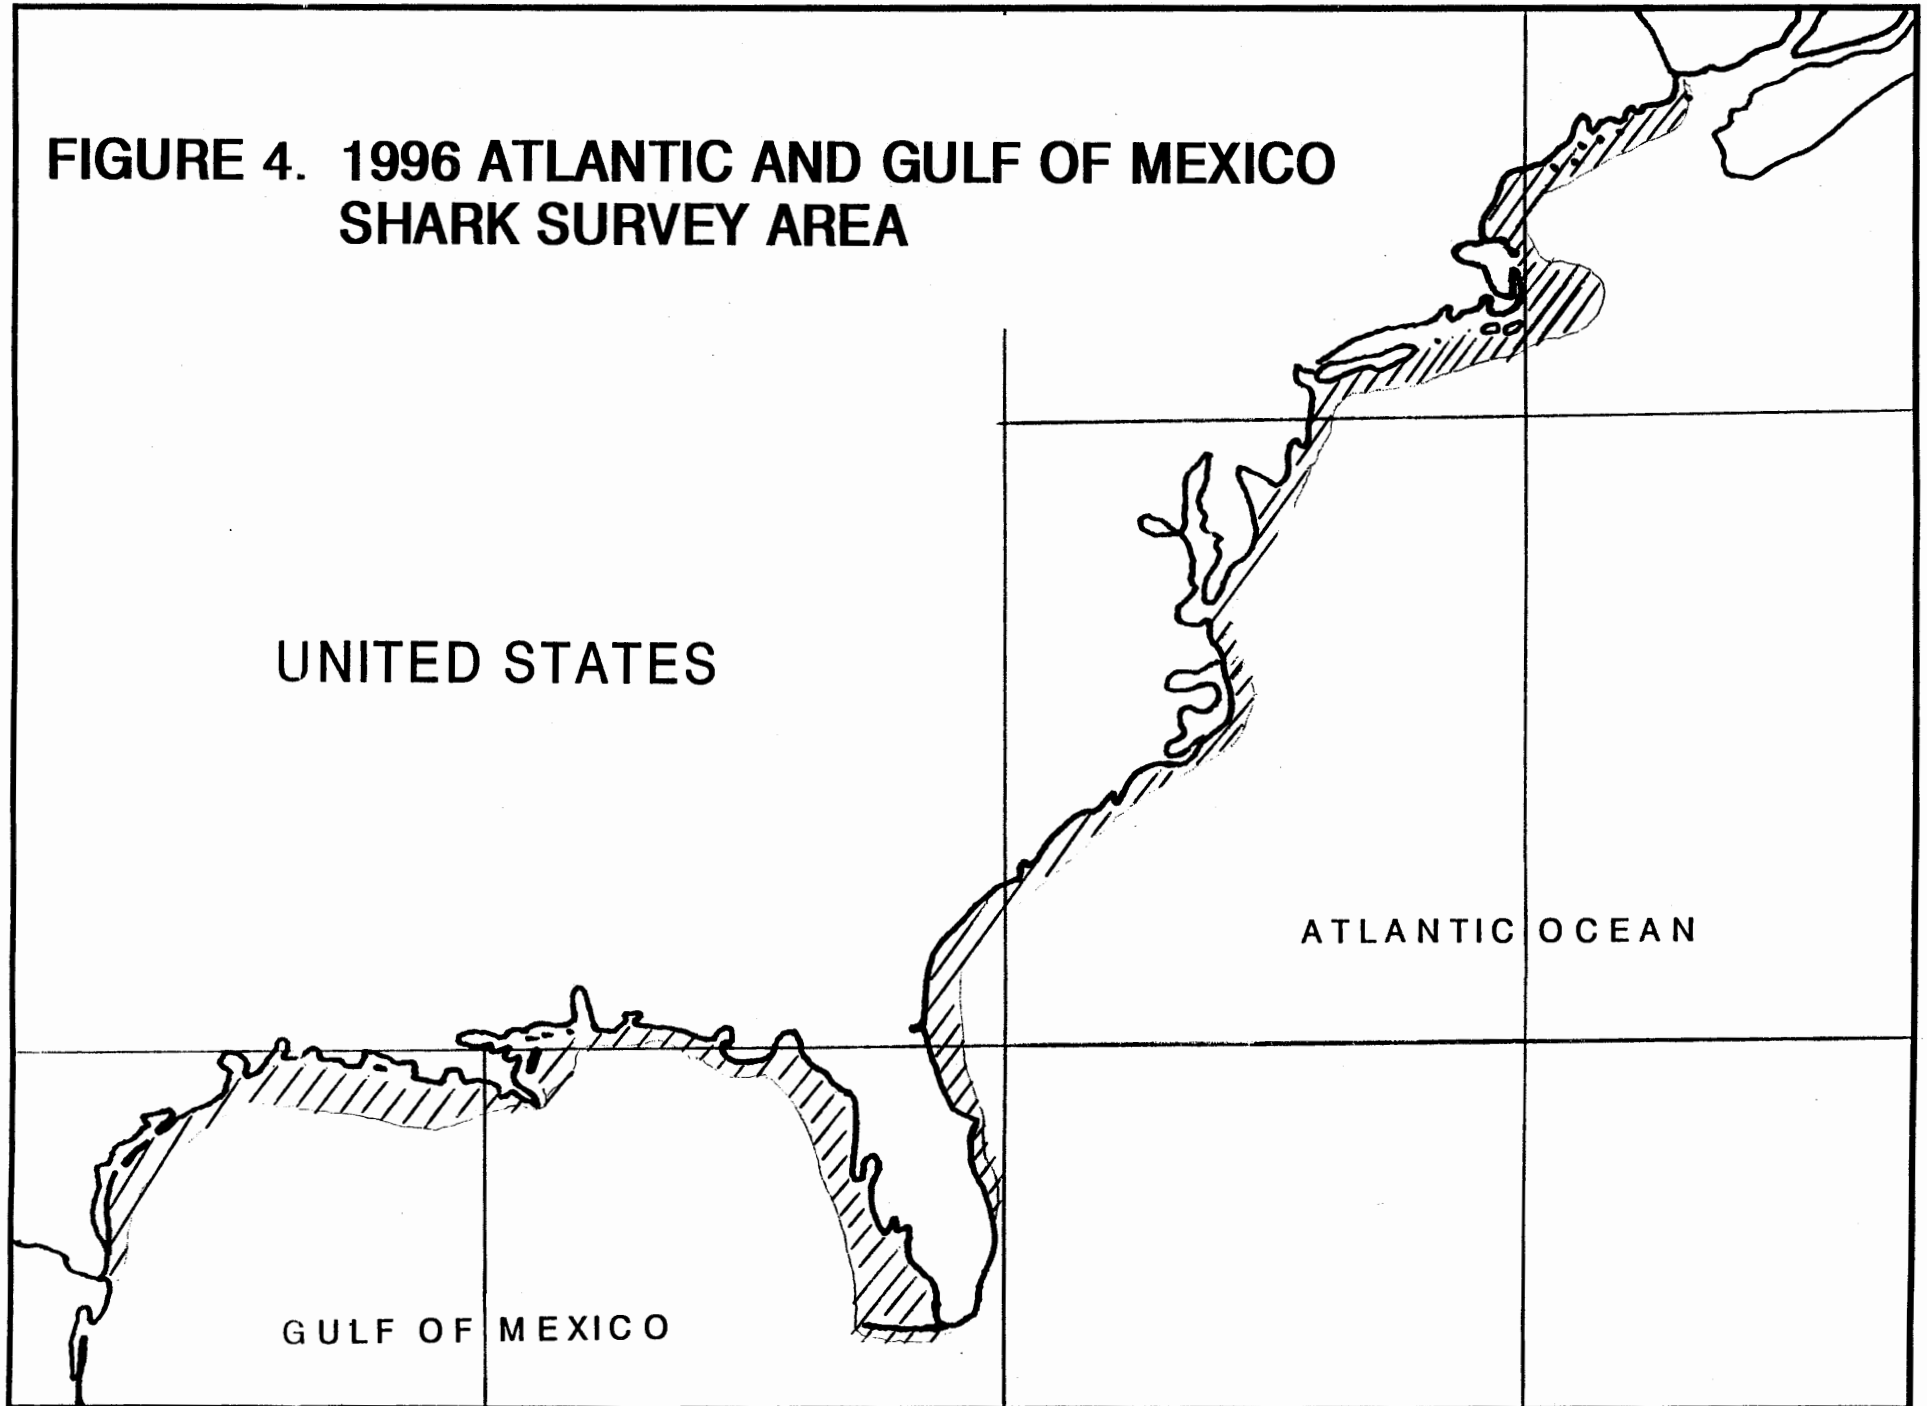 FIGURE 4. 1996 ATLANTIC AND GULF OF MEXICO
SHARK SURVEY AREA
UNITED STATES
ATLANTIC OCEAN
GULF OF MEXICO